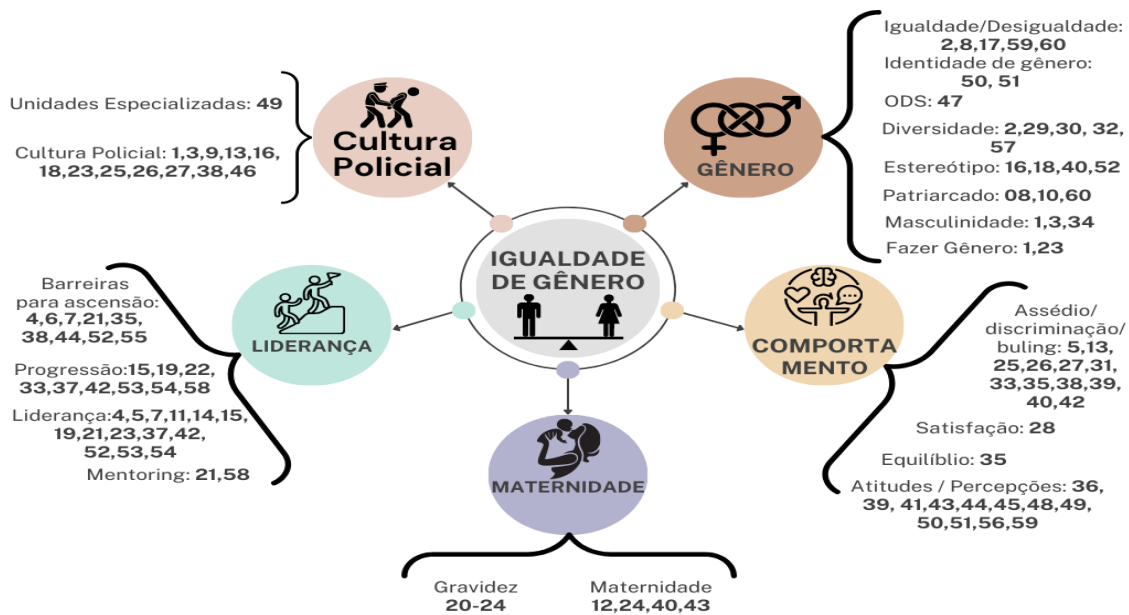 Unidades Especializadas: 49
Cultura Policial: 1,3,9,13,16,
18,23,25,26,27,38,46
Cultura
Policial
GÊNERO
Igualdade/Desigualdade:
2,8,17,59,60
Identidade de gênero:
50, 51
ODS: 47
Diversidade: 2,29,30, 32,
57
Estereótipo: 16,18,40,52
Patriarcado: 08,10,60
Masculinidade: 1,3,34
Fazer Gênero: 1,23
IGUALDADE
DE GÊNERO
Barreiras
para ascensão:
4,6,7,21,35,
38,44,52,55
Progressão:15,19,22,
33,37,42,53,54,58
Liderança:4,5,7,11,14,15,
19,21,23,37,42,
52,53,54
Mentoring: 21,58
LIDERANÇA
COMPORTA
MENTO
Assédio/
discriminação/
buling: 5,13,
25,26,27,31,
33,35,38,39,
40,42
Satisfação: 28
Equilíblio: 35
Atitudes / Percepções: 36,
39, 41,43,44,45,48,49,
50,51,56,59
MATERNIDADE
Gravidez
20-24
Maternidade
12,24,40,43